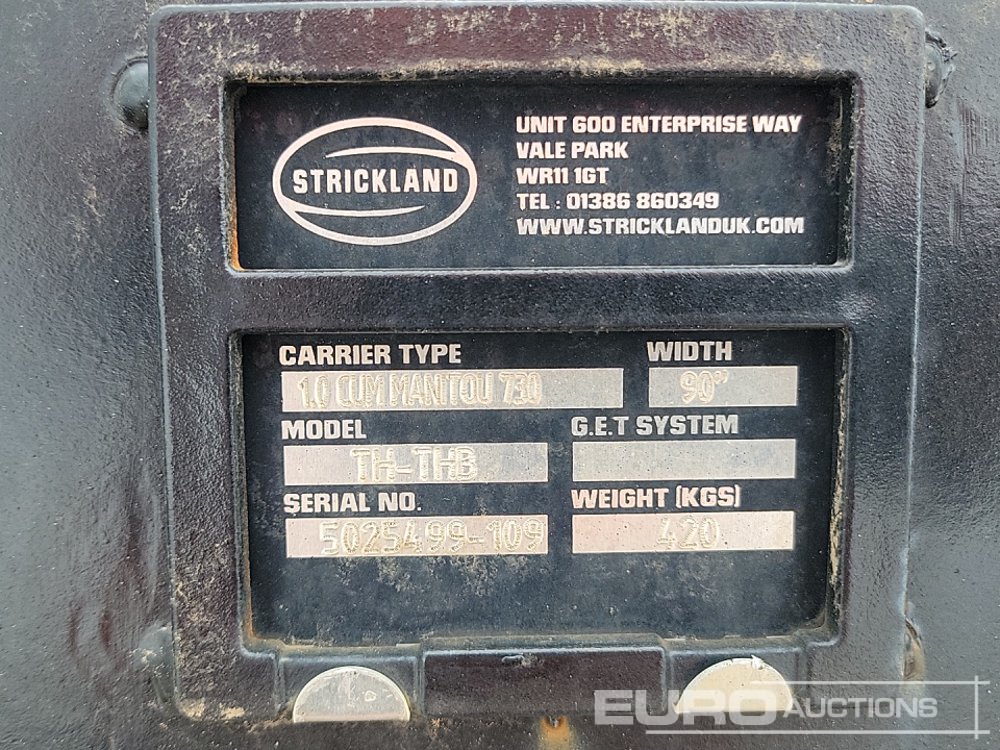 STRICKLAND
UNIT 600 ENTERPRISE WAY
VALE PARK
WR11 1GT
TEL : 01386 860349
WWW.STRICKLANDUK.COM
CARRIER TYPE
1.0 CUM MANITOU 730
WIDTH
90"
MODEL
TH-THB
G.E.T SYSTEM
SERIAL NO.
5025499-109
WEIGHT (KGS)
420.
EURO AUCTIONS